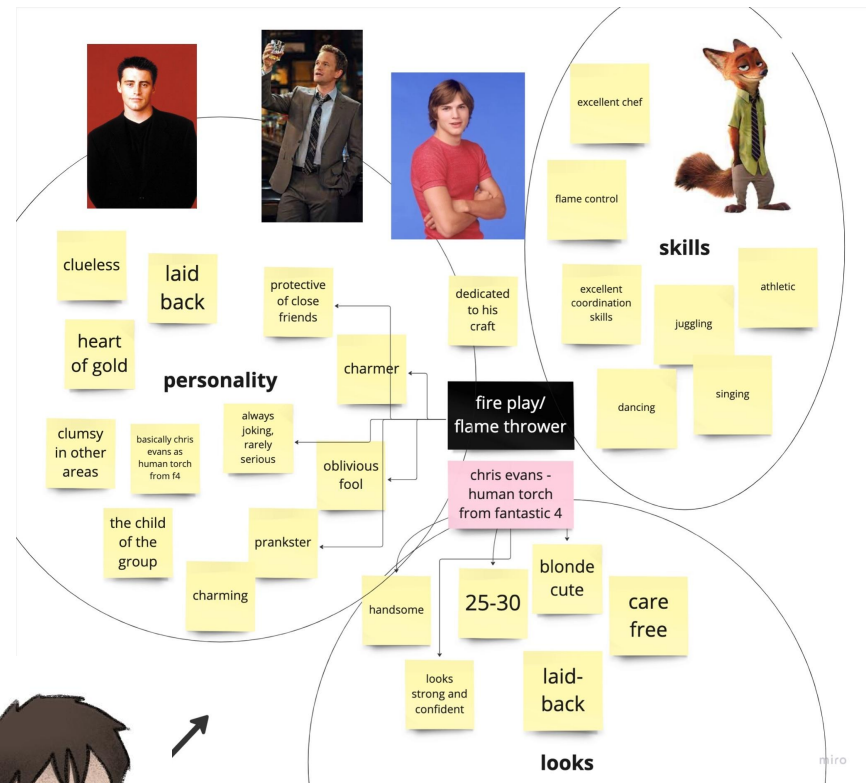 excellent chef
flame control
skills
excellent
coordination
skills
athletic
juggling
singing
dancing
clueless
laid
back
protective
of close
friends
dedicated
to his
craft
heart
of gold
charmer
personality
fire play/
flame thrower
clumsy
in other
areas
basically chris
evans as
human torch
from f4
always
joking,
rarely
serious
oblivious
fool
chris evans -
human torch
from fantastic 4
the child
of the
group
prankster
charming
handsome
25-30
blonde
cute
care
free
looks
strong and
confident
laid-
back
looks
miro